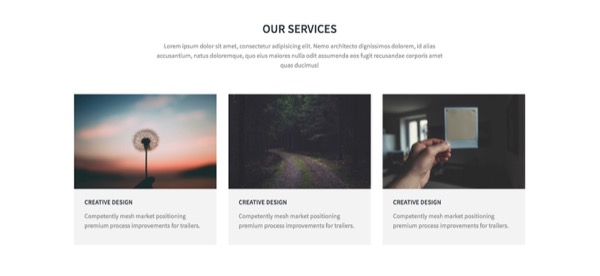 OUR SERVICES
Lorem ipsum dolor sit amet, consectetur adipisicing elit. Nemo architecto dignissimos dolorem, id alias
accusantium, natus doloremque, quo eius maiores nulla odit assumenda eos fugit recusandae corporis amet
quas ducimus!
CREATIVE DESIGN
Competently mesh market positioning
premium process improvements for trailers.
CREATIVE DESIGN
Competently mesh market positioning
premium process improvements for trailers.
CREATIVE DESIGN
Competently mesh market positioning
premium process improvements for trailers.